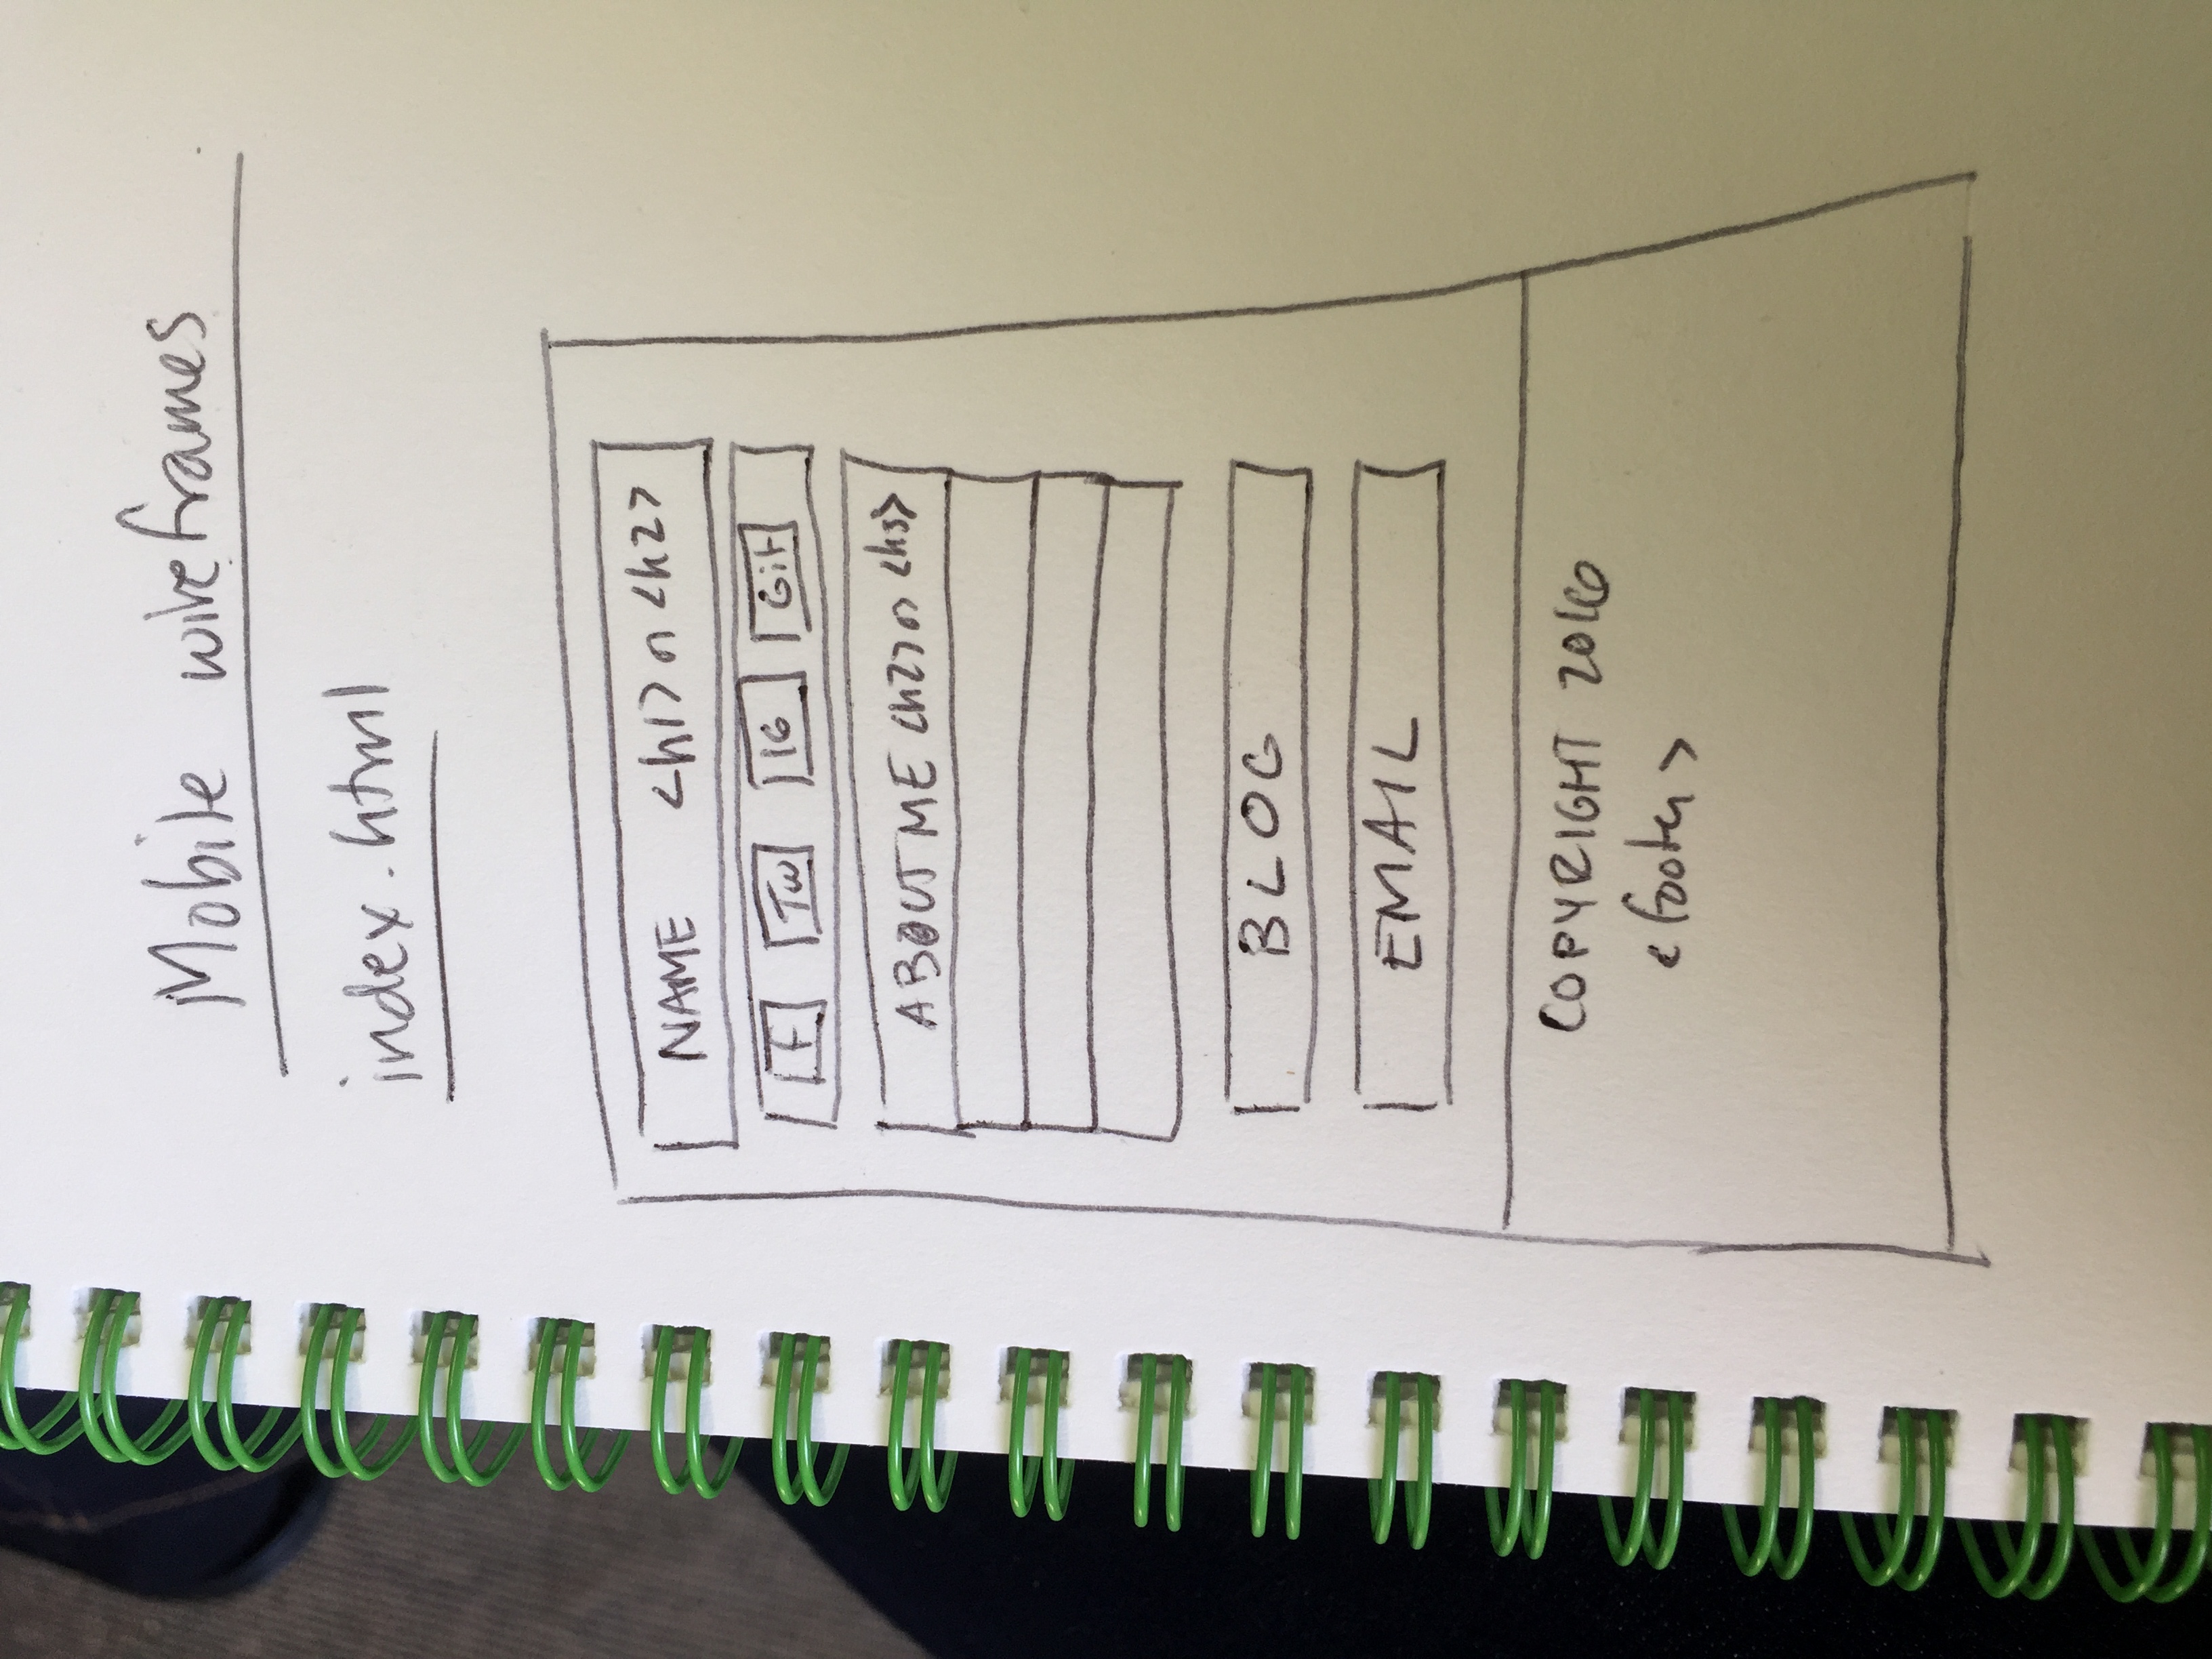 Mobile wireframes
index.html
NAME <h1> or <h2>
F Tw IG Git
ABOUT ME <h2> or <h3>
BLOG
EMAIL
COPYRIGHT 2016
<footer>